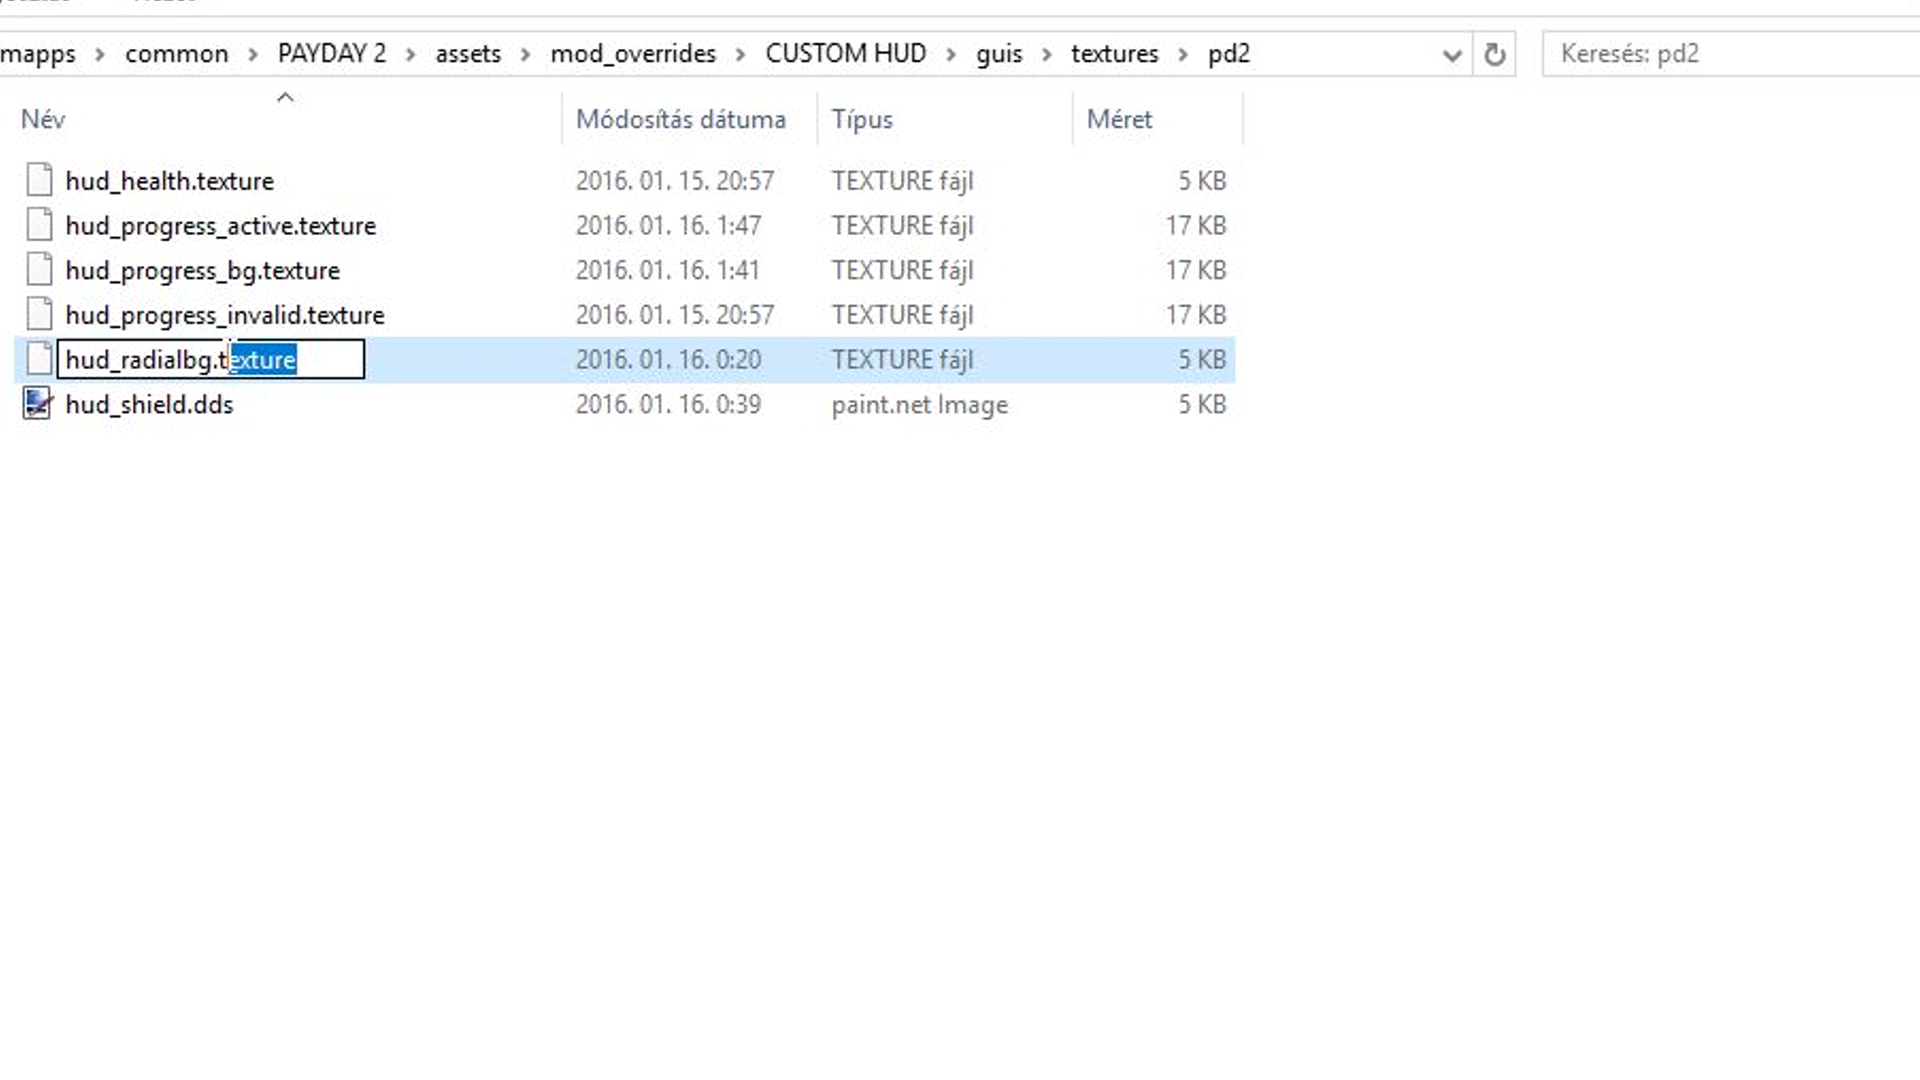 mapps > common > PAYDAY 2 > assets > mod_overrides > CUSTOM HUD > guis > textures > pd2
Keresés: pd2
Név Módosítás dátuma Típus Méret
hud_health.texture 2016. 01. 15. 20:57 TEXTURE fájl 5 KB
hud_progress_active.texture 2016. 01. 16. 1:47 TEXTURE fájl 17 KB
hud_progress_bg.texture 2016. 01. 16. 1:41 TEXTURE fájl 17 KB
hud_progress_invalid.texture 2016. 01. 15. 20:57 TEXTURE fájl 17 KB
hud_radialbg.texture 2016. 01. 16. 0:20 TEXTURE fájl 5 KB
hud_shield.dds 2016. 01. 16. 0:39 paint.net Image 5 KB